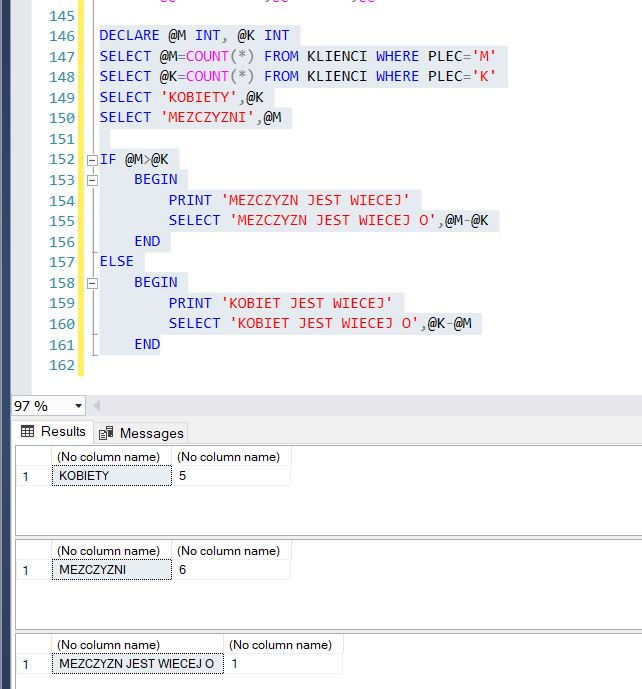 145
146 DECLARE @M INT, @K INT
147 SELECT @M=COUNT(*) FROM KLIENCI WHERE PLEC='M'
148 SELECT @K=COUNT(*) FROM KLIENCI WHERE PLEC='K'
149 SELECT 'KOBIETY',@K
150 SELECT 'MEZCZYZNI',@M
151
152 IF @M>@K
153 BEGIN
154 PRINT 'MEZCZYZN JEST WIECEJ'
155 SELECT 'MEZCZYZN JEST WIECEJ O',@M-@K
156 END
157 ELSE
158 BEGIN
159 PRINT 'KOBIET JEST WIECEJ'
160 SELECT 'KOBIET JEST WIECEJ O',@K-@M
161 END
162
97 %
Results Messages
(No column name) (No column name)
1 KOBIETY 5
(No column name) (No column name)
1 MEZCZYZNI 6
(No column name) (No column name)
1 MEZCZYZN JEST WIECEJ O 1